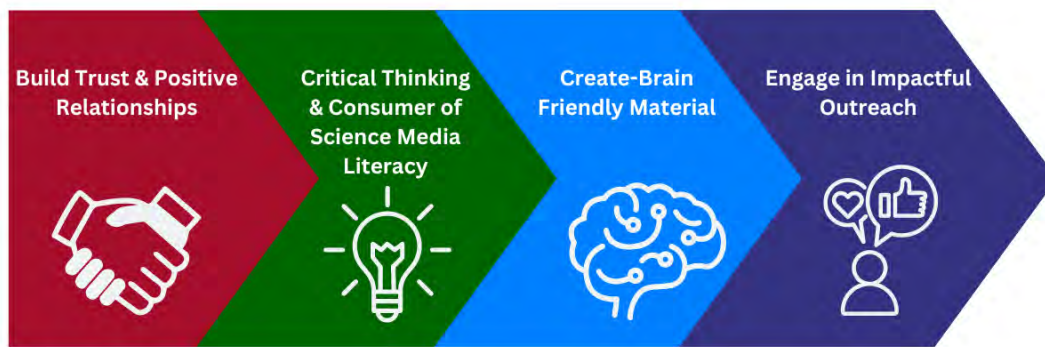 Build Trust & Positive
Relationships
Critical Thinking
& Consumer of
Science Media
Literacy
Create-Brain
Friendly Material
Engage in Impactful
Outreach